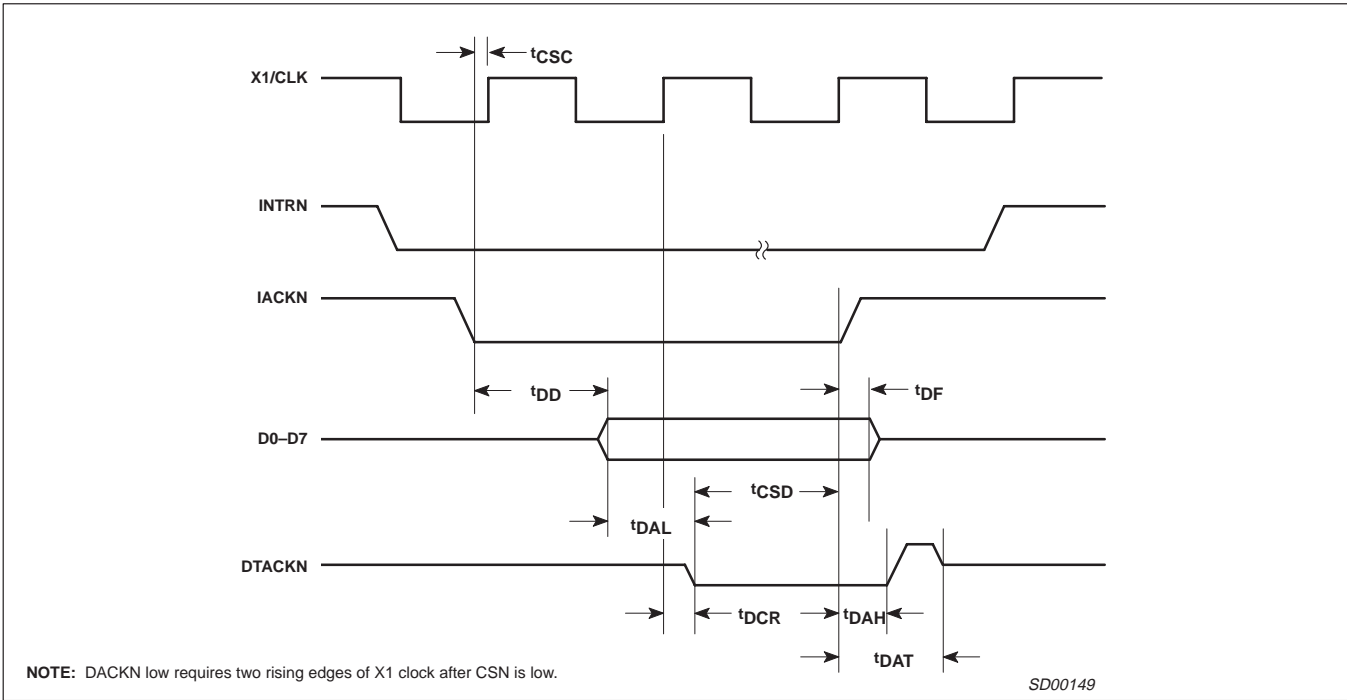 tCSC
X1/CLK
INTRN
IACKN
tDD
tDF
D0–D7
tCSD
tDAL
DTACKN
tDCR
tDAH
tDAT
NOTE: DACKN low requires two rising edges of X1 clock after CSN is low.
SD00149